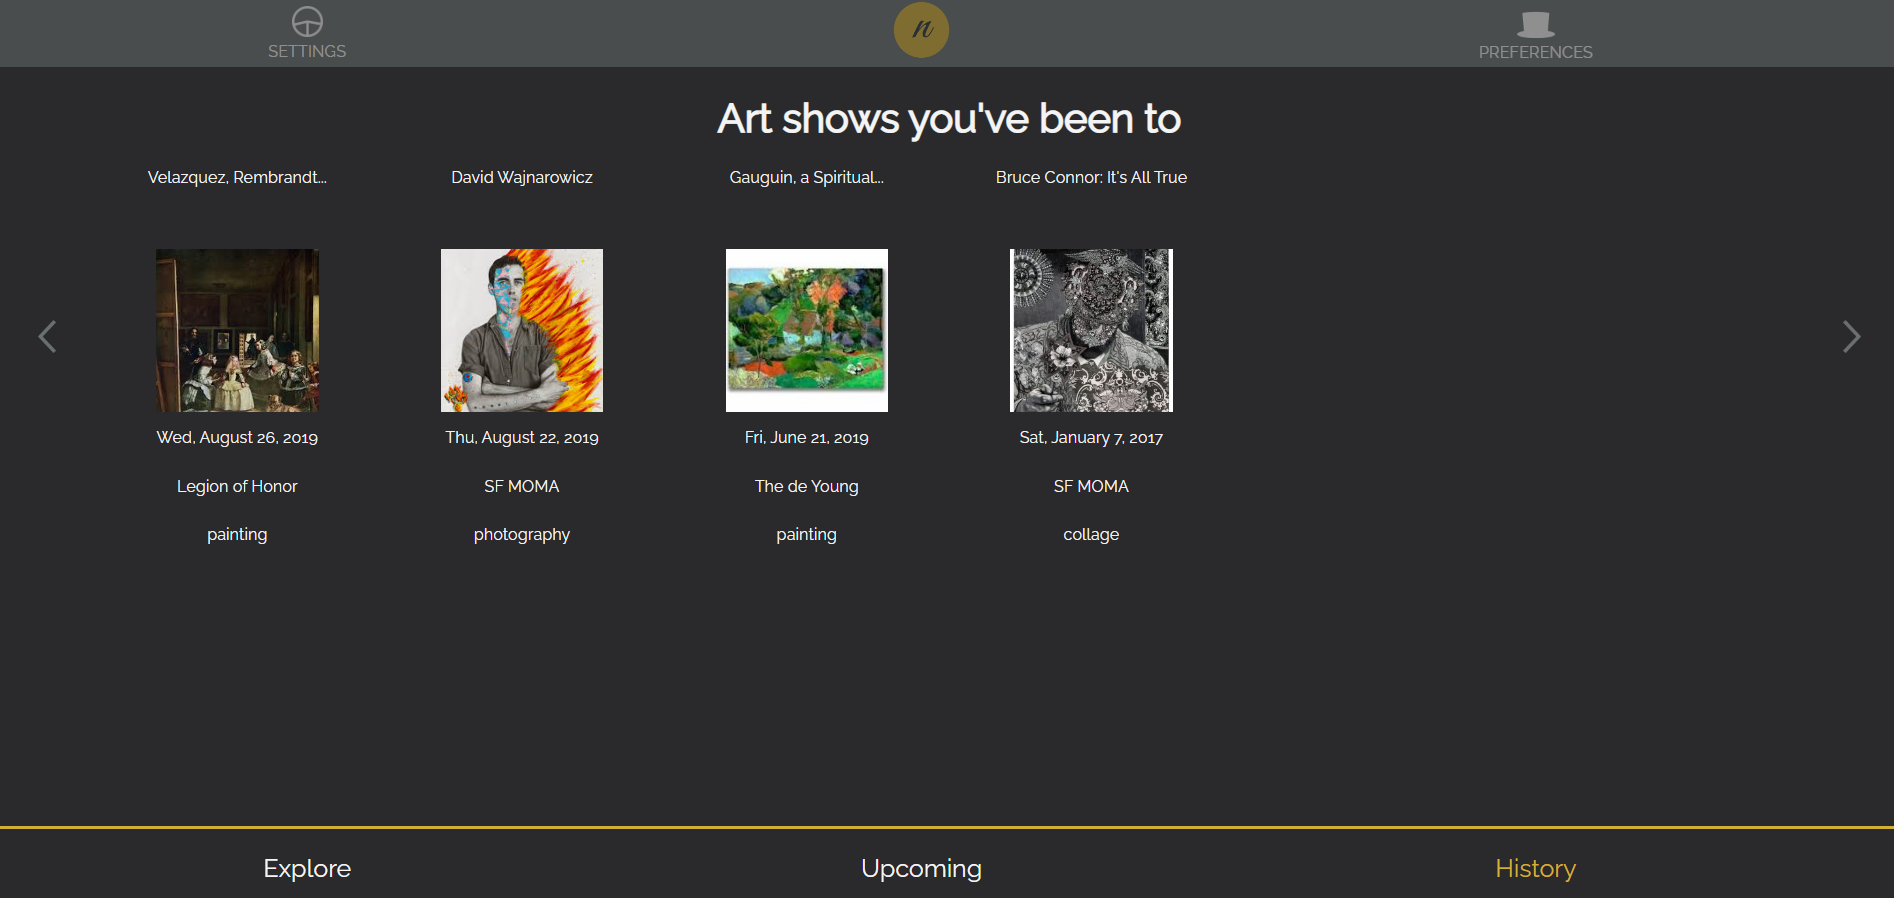 SETTINGS
n
PREFERENCES
Art shows you've been to
Velazquez, Rembrandt...
David Wajnarowicz
Gauguin, a Spiritual...
Bruce Connor: It's All True
Wed, August 26, 2019
Thu, August 22, 2019
Fri, June 21, 2019
Sat, January 7, 2017
Legion of Honor
SF MOMA
The de Young
SF MOMA
painting
photography
painting
collage
Explore
Upcoming
History